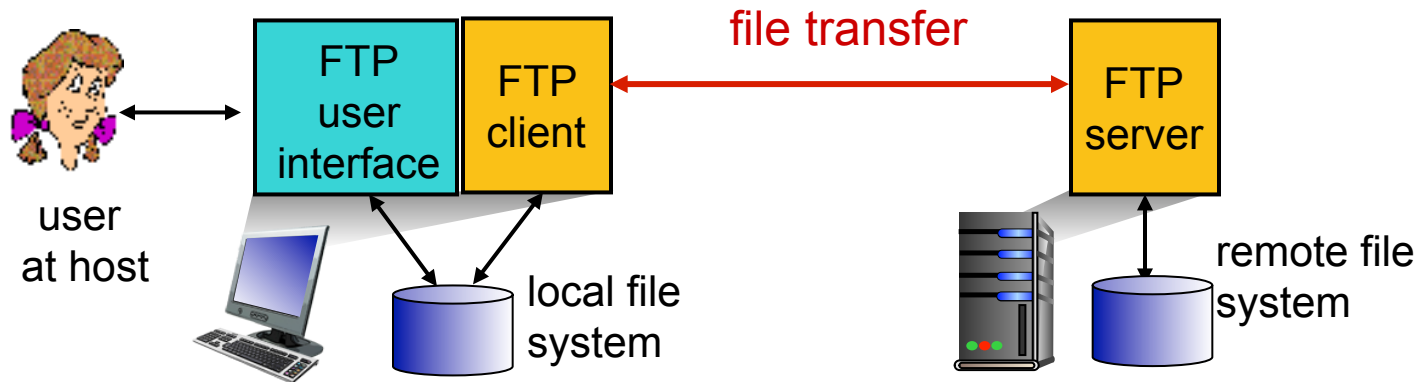 file transfer
FTP
user
interface
FTP
client
FTP
server
user
at host
local file
system
remote file
system